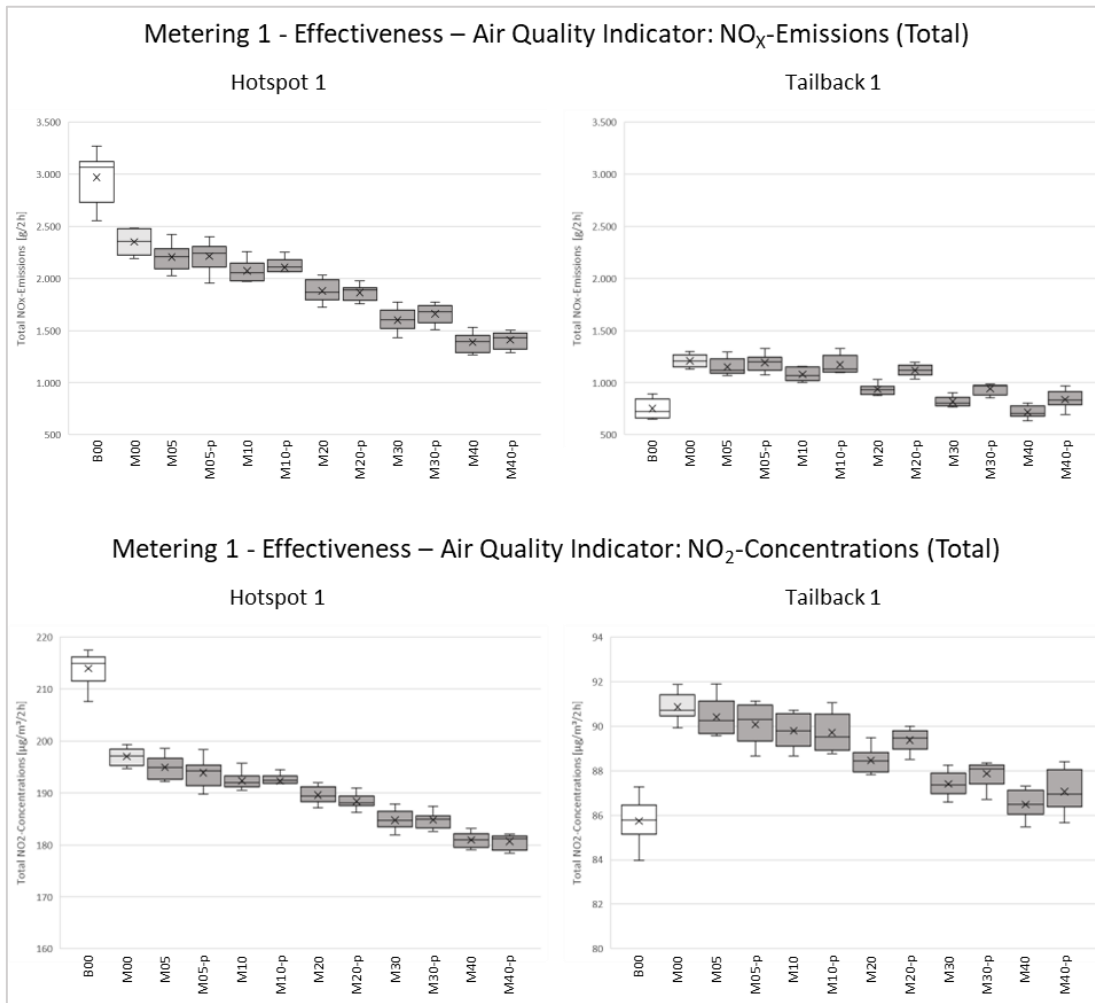 Metering 1 - Effectiveness – Air Quality Indicator: NOX-Emissions (Total)
Hotspot 1
Tailback 1
Total NOx-Emissions [g/2h]
3.500
3.000
2.500
2.000
1.500
1.000
500
B00 M00 M05 M05-p M10 M10-p M20 M20-p M30 M30-p M40 M40-p
Total NOx-Emissions [g/2h]
3.500
3.000
2.500
2.000
1.500
1.000
500
B00 M00 M05 M05-p M10 M10-p M20 M20-p M30 M30-p M40 M40-p
Metering 1 - Effectiveness – Air Quality Indicator: NO2-Concentrations (Total)
Hotspot 1
Tailback 1
Total NO2-Concentrations [µg/m³/2h]
220
210
200
190
180
170
160
B00 M00 M05 M05-p M10 M10-p M20 M20-p M30 M30-p M40 M40-p
Total NO2-Concentrations [µg/m³/2h]
94
92
90
88
86
84
82
80
B00 M00 M05 M05-p M10 M10-p M20 M20-p M30 M30-p M40 M40-p